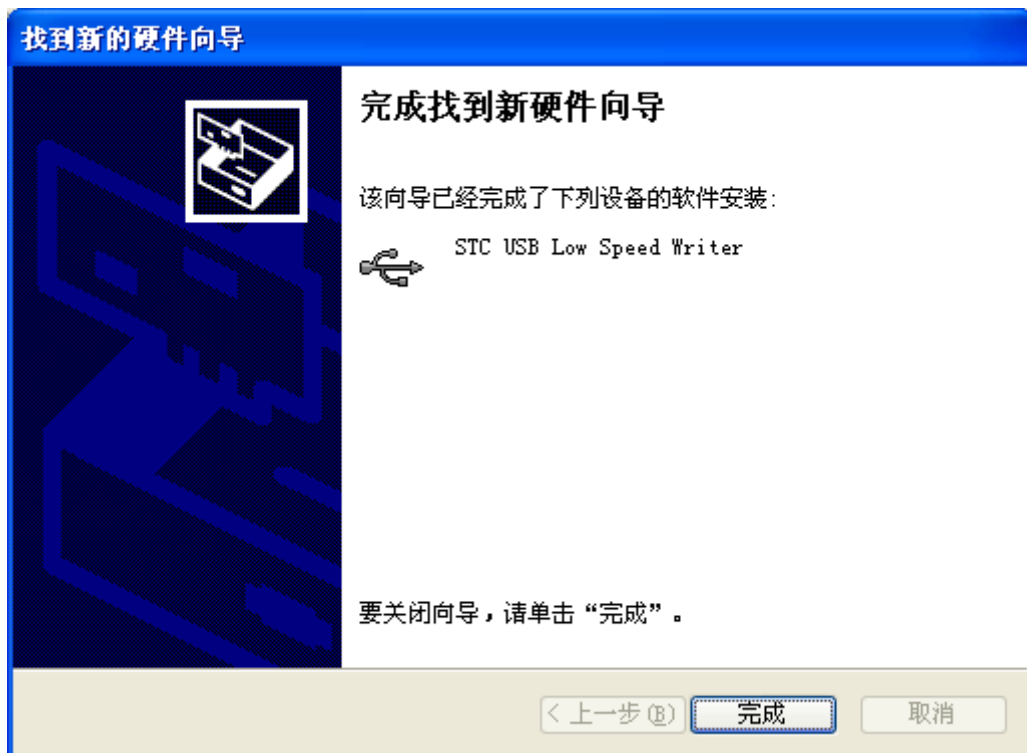 找到新的硬件向导
完成找到新硬件向导
该向导已经完成了下列设备的软件安装:
STC USB Low Speed Writer
要关闭向导，请单击“完成”。
< 上一步(B) 完成 取消